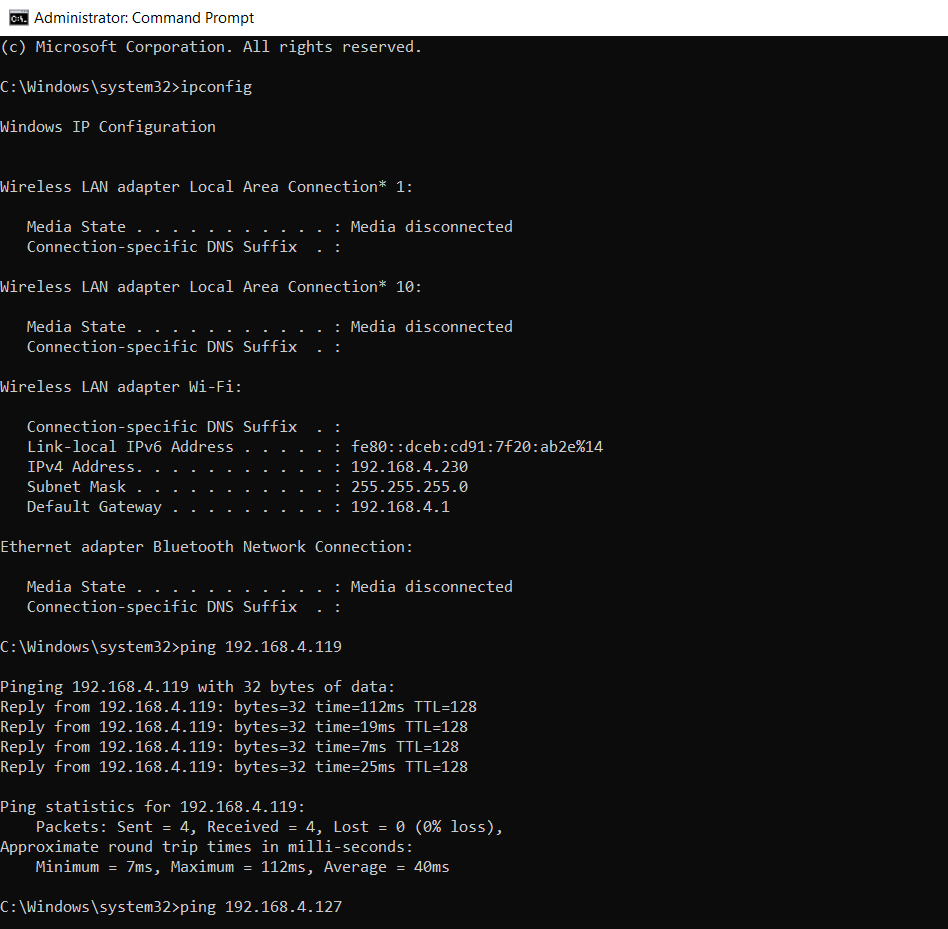 Administrator: Command Prompt
(c) Microsoft Corporation. All rights reserved.
C:\Windows\system32>ipconfig
Windows IP Configuration
Wireless LAN adapter Local Area Connection* 1:
   Media State . . . . . . . . . . . : Media disconnected
   Connection-specific DNS Suffix  . :
Wireless LAN adapter Local Area Connection* 10:
   Media State . . . . . . . . . . . : Media disconnected
   Connection-specific DNS Suffix  . :
Wireless LAN adapter Wi-Fi:
   Connection-specific DNS Suffix  . :
   Link-local IPv6 Address . . . . . : fe80::dceb:cd91:7f20:ab2e%14
   IPv4 Address. . . . . . . . . . . : 192.168.4.230
   Subnet Mask . . . . . . . . . . . : 255.255.255.0
   Default Gateway . . . . . . . . . : 192.168.4.1
Ethernet adapter Bluetooth Network Connection:
   Media State . . . . . . . . . . . : Media disconnected
   Connection-specific DNS Suffix  . :
C:\Windows\system32>ping 192.168.4.119
Pinging 192.168.4.119 with 32 bytes of data:
Reply from 192.168.4.119: bytes=32 time=112ms TTL=128
Reply from 192.168.4.119: bytes=32 time=19ms TTL=128
Reply from 192.168.4.119: bytes=32 time=7ms TTL=128
Reply from 192.168.4.119: bytes=32 time=25ms TTL=128
Ping statistics for 192.168.4.119:
    Packets: Sent = 4, Received = 4, Lost = 0 (0% loss),
Approximate round trip times in milli-seconds:
    Minimum = 7ms, Maximum = 112ms, Average = 40ms
C:\Windows\system32>ping 192.168.4.127